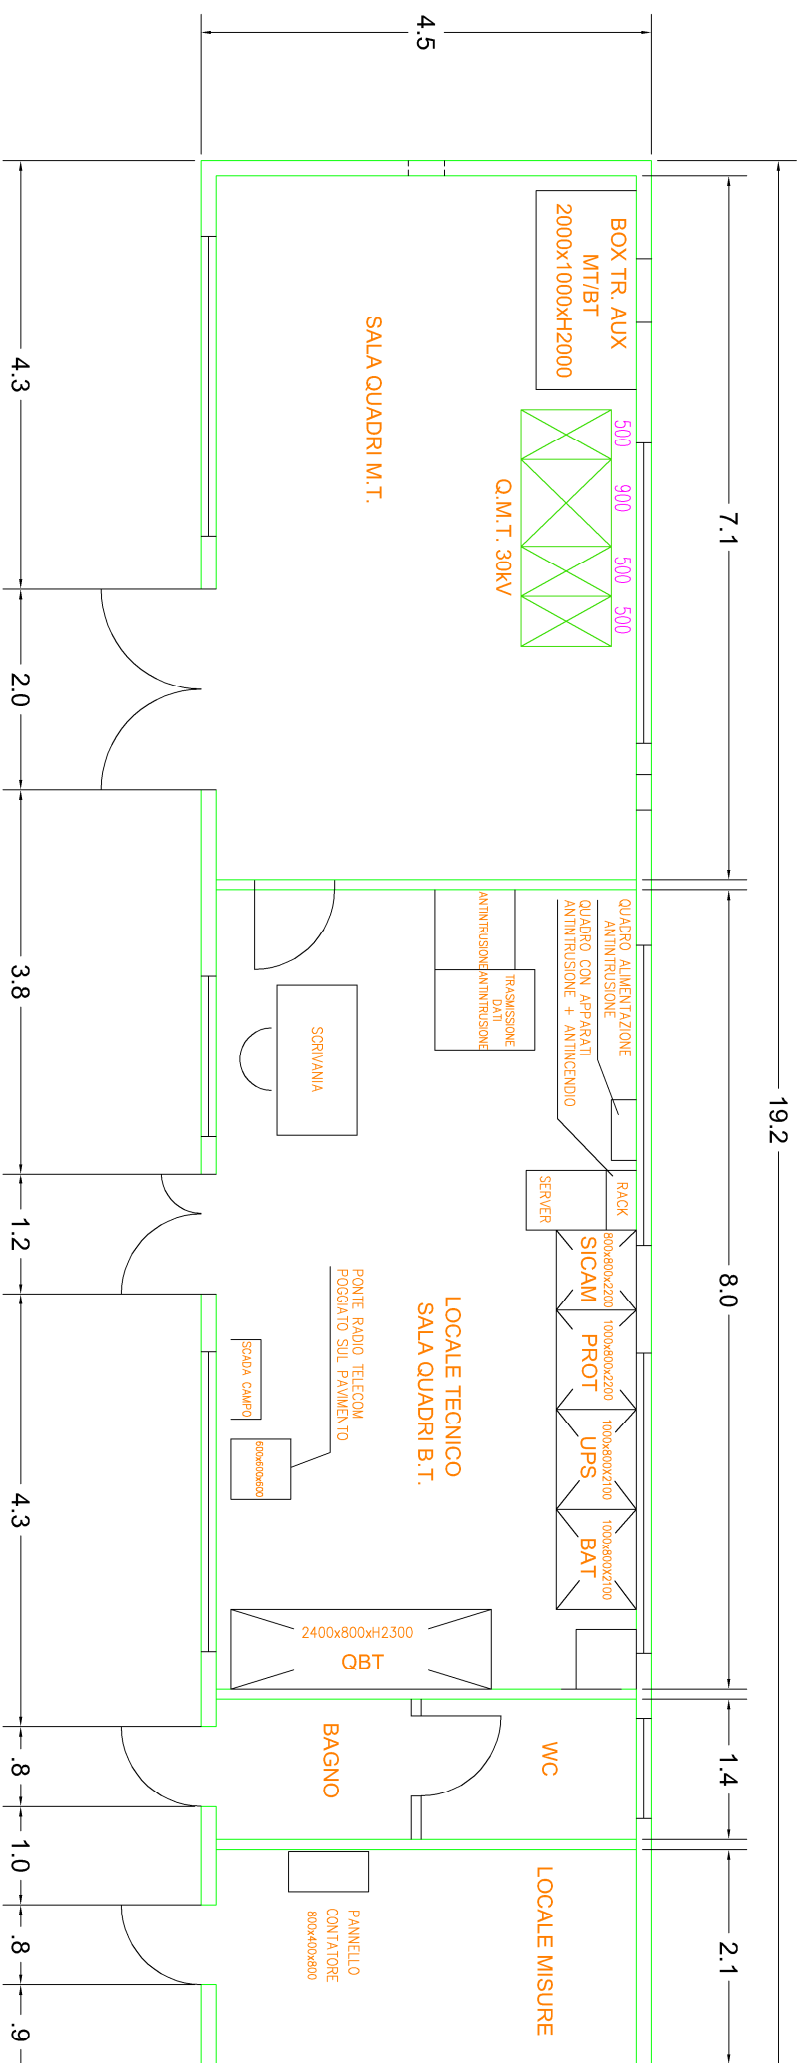 4.5
19.2
7.1
8.0
1.4
2.1
BOX TR. AUX
MT/BT
2000x1000xH2000
500
900
500
500
Q.M.T. 30kV
SALA QUADRI M.T.
QUADRO ALIMENTAZIONE
ANTINTRUSIONE
QUADRO CON APPARATI
ANTINTRUSIONE + ANTINCENDIO
ANTINTRUSIONE
TRASMISSIONE
DATI
ANTINTRUSIONE
SCRIVANIA
RACK
SERVER
800x800x2200
SICAM
1000x800x2200
PROT
1000x800X2100
UPS
1000x800X2100
BAT
LOCALE TECNICO
SALA QUADRI B.T.
PONTE RADIO TELECOM
POGGIATO SUL PAVIMENTO
SCADA CAMPO
600x600x600
2400x800xH2300
QBT
WC
BAGNO
LOCALE MISURE
PANNELLO
CONTATORE
800x400x800
4.3
2.0
3.8
1.2
4.3
.8
1.0
.8
.9